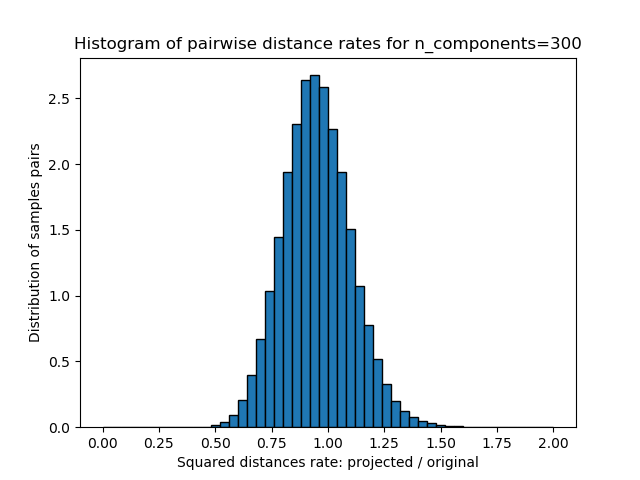 Histogram of pairwise distance rates for n_components=300
Distribution of samples pairs
2.5
2.0
1.5
1.0
0.5
0.0
0.00 0.25 0.50 0.75 1.00 1.25 1.50 1.75 2.00
Squared distances rate: projected / original